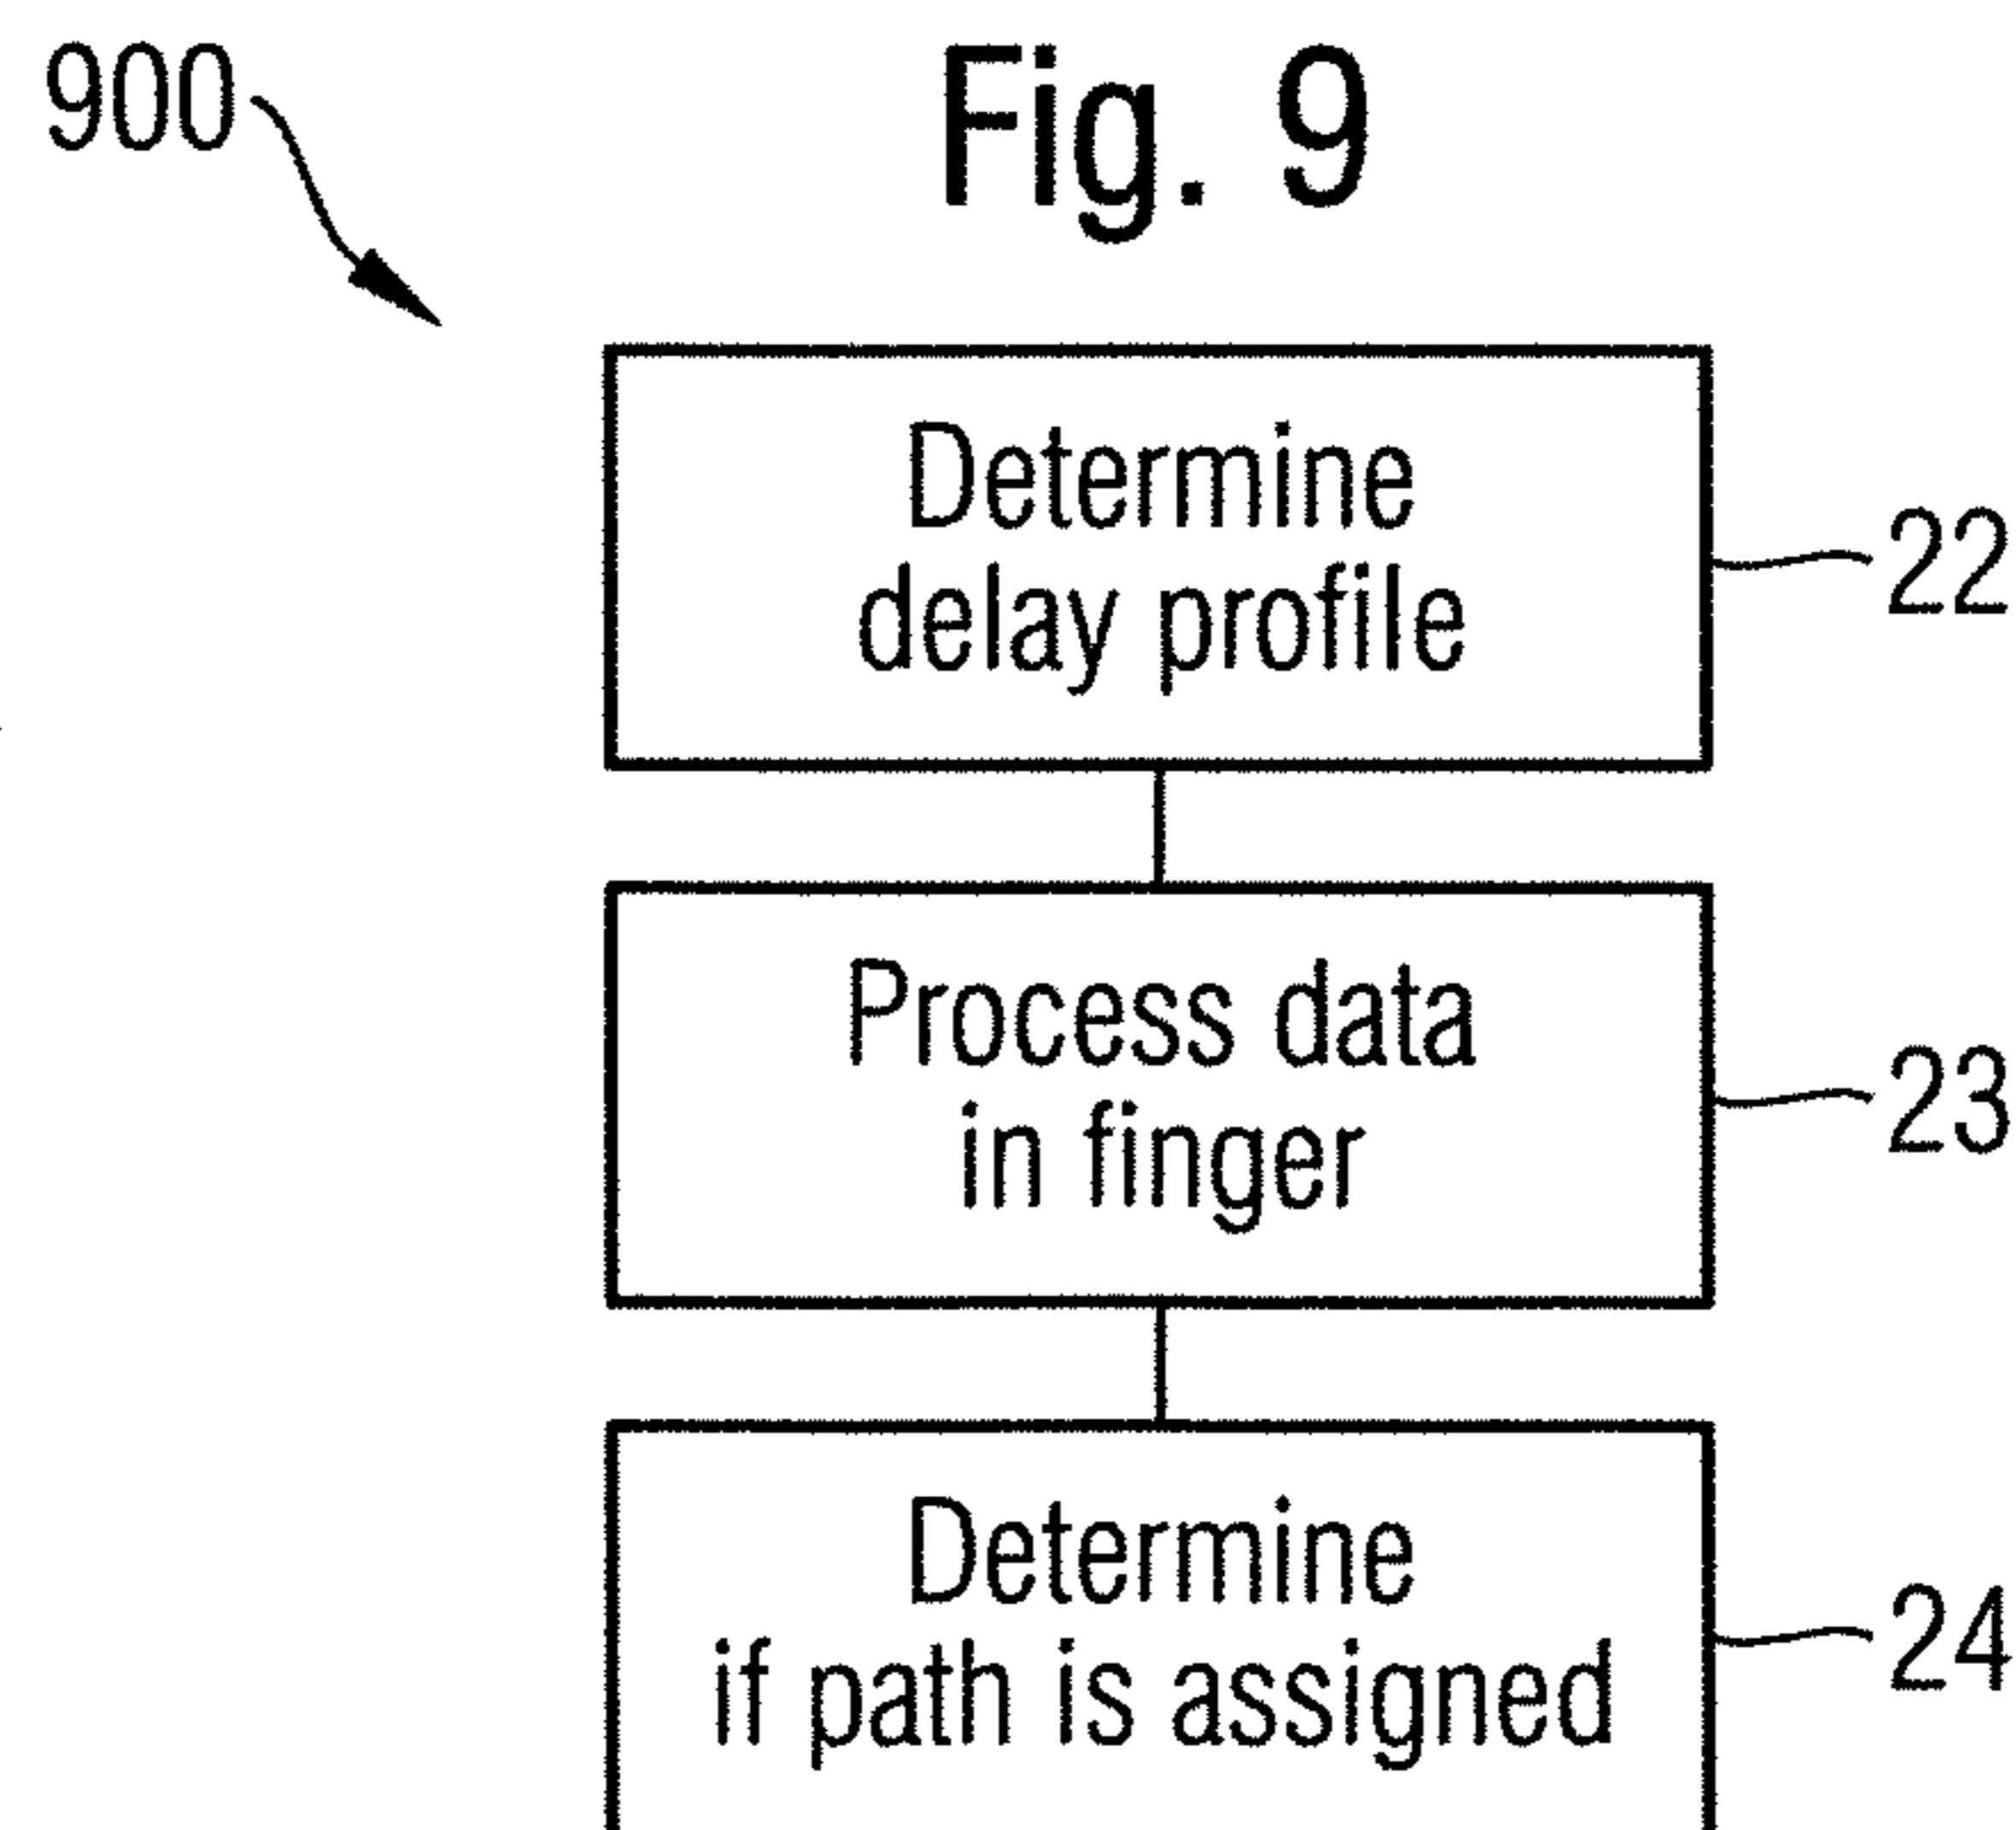 900
Fig. 9
Determine
delay profile
22
Process data
in finger
23
Determine
if path is assigned
24